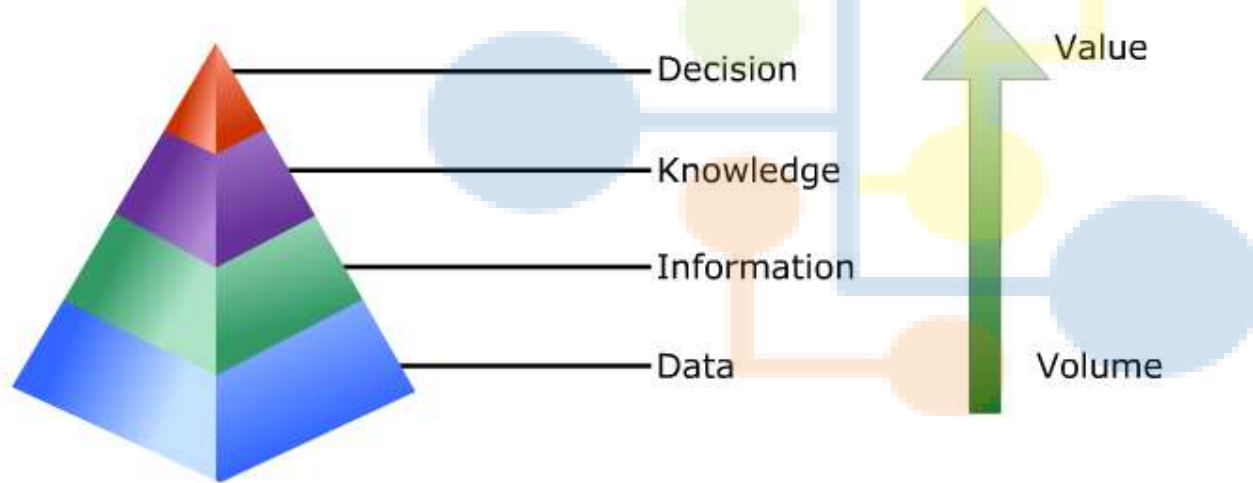 Decision
Knowledge
Information
Data
Value
Volume